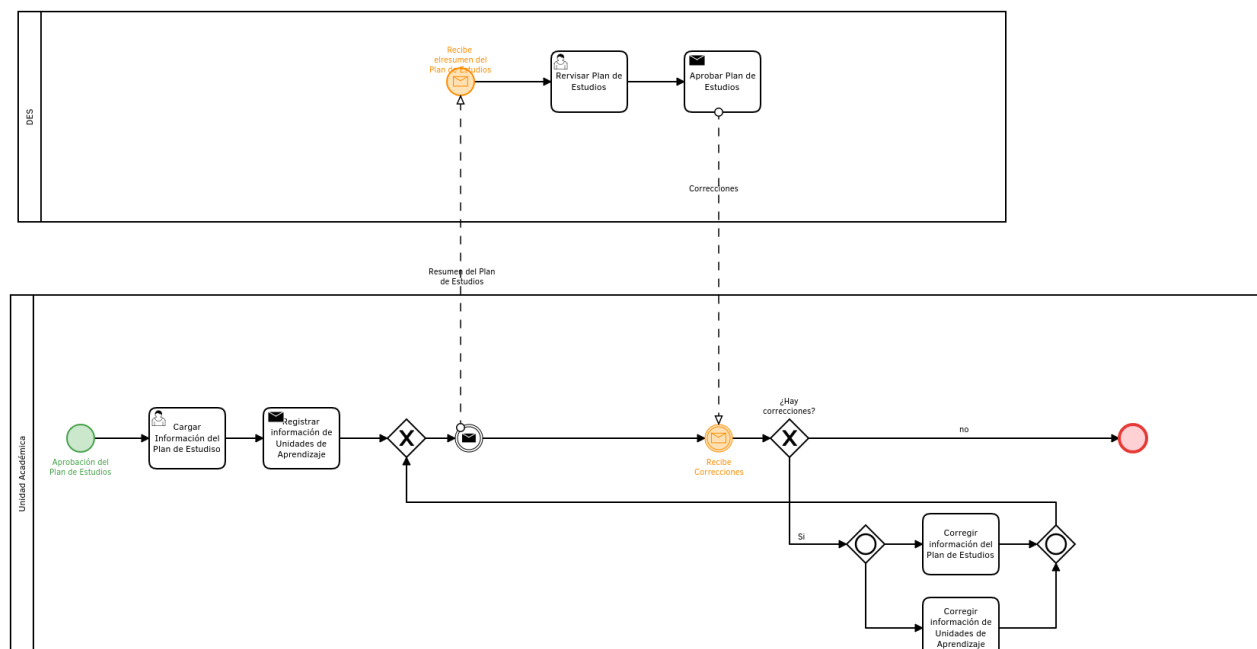 DES
Recibe
elresumen del
Plan de Estudios
Rervisar Plan de
Estudios
Aprobar Plan de
Estudios
Correcciones
Resumen del Plan
de Estudios
Unidad Académica
Aprobación del
Plan de Estudios
Cargar
Información del
Plan de Estudiso
Registrar
información de
Unidades de
Aprendizaje
Recibe
Correcciones
¿Hay
correcciones?
no
Si
Corregir
información del
Plan de Estudios
Corregir
información de
Unidades de
Aprendizaje